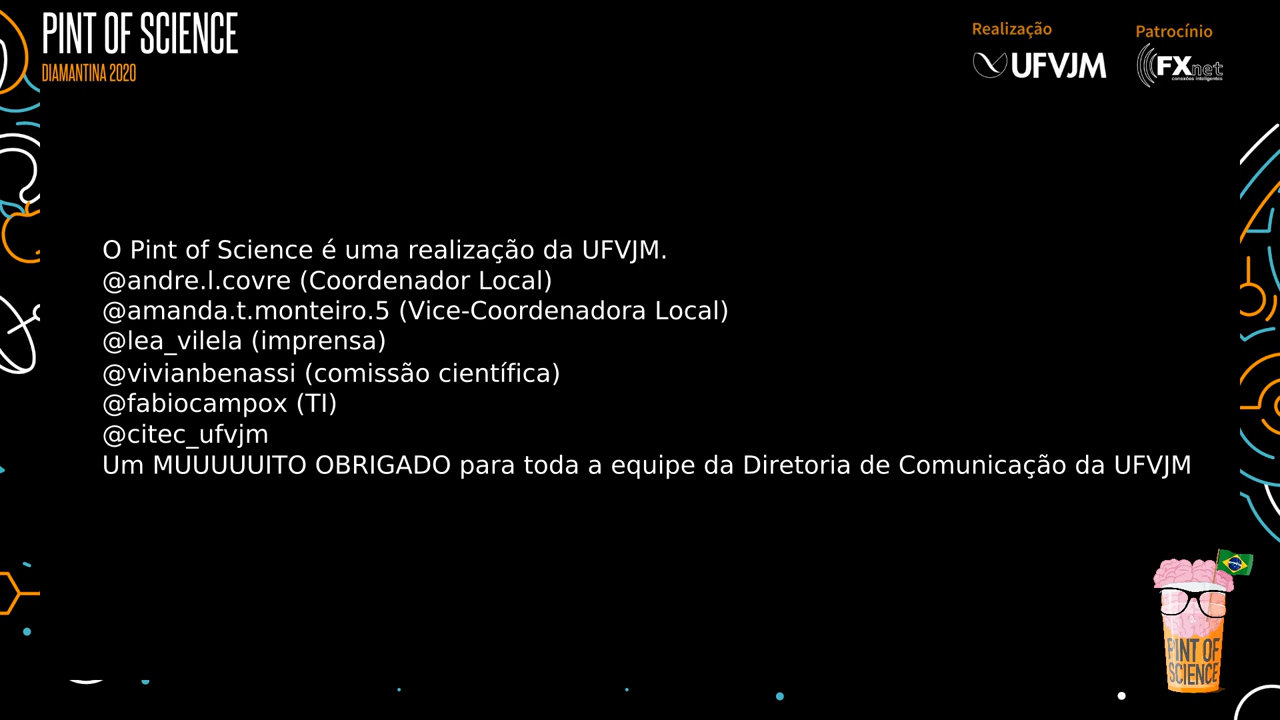 PINT OF SCIENCE
DIAMANTINA 2020
Realização
UFVJM
Patrocínio
FXnet
conexões inteligentes
O Pint of Science é uma realização da UFVJM.
@andre.l.covre (Coordenador Local)
@amanda.t.monteiro.5 (Vice-Coordenadora Local)
@lea_vilela (imprensa)
@vivianbenassi (comissão científica)
@fabiocampox (TI)
@citec_ufvjm
Um MUUUUUITO OBRIGADO para toda a equipe da Diretoria de Comunicação da UFVJM
PINT OF
SCIENCE